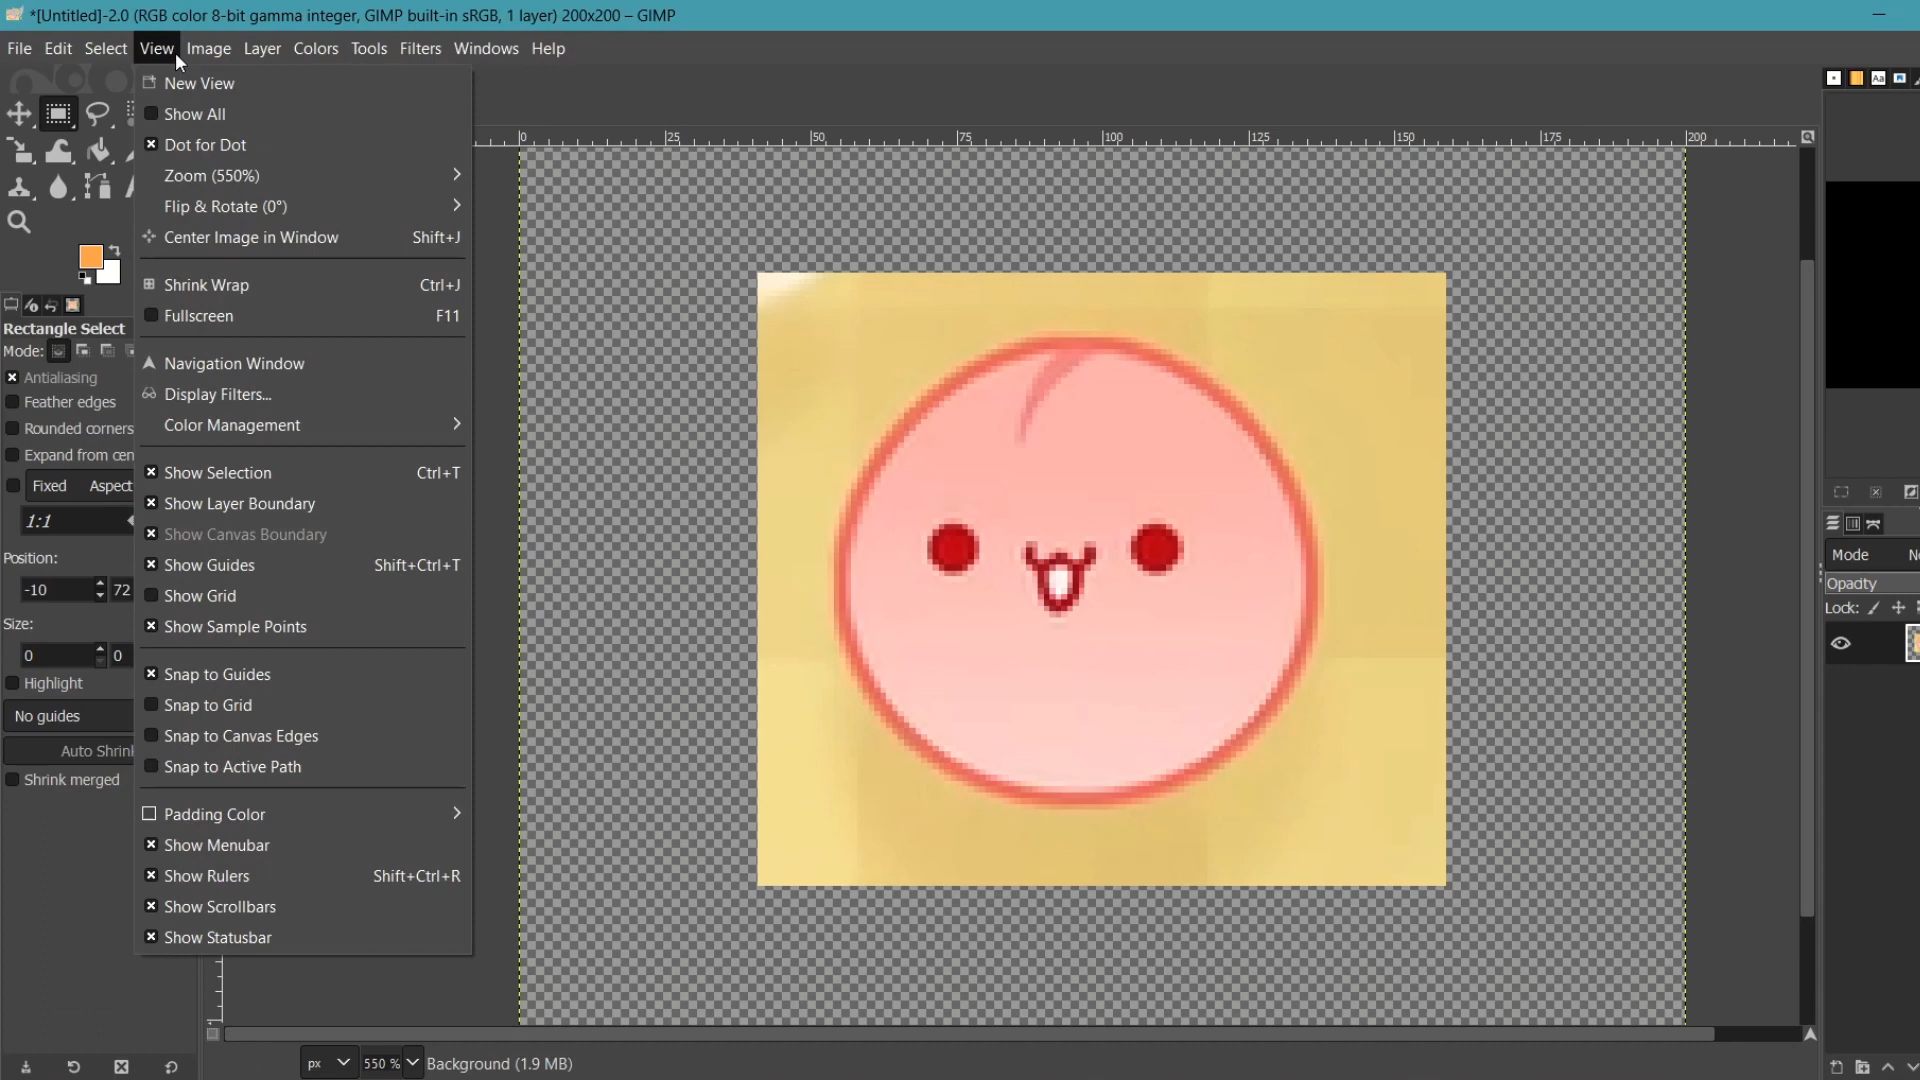 *[Untitled]-2.0 (RGB color 8-bit gamma integer, GIMP built-in sRGB, 1 layer) 200x200 – GIMP
File Edit Select View Image Layer Colors Tools Filters Windows Help
New View
Show All
Dot for Dot
Zoom (550%)
Flip & Rotate (0°)
Center Image in Window Shift+J
Shrink Wrap Ctrl+J
Fullscreen F11
Navigation Window
Display Filters...
Color Management
Show Selection Ctrl+T
Show Layer Boundary
Show Canvas Boundary
Show Guides Shift+Ctrl+T
Show Grid
Show Sample Points
Snap to Guides
Snap to Grid
Snap to Canvas Edges
Snap to Active Path
Padding Color
Show Menubar
Show Rulers Shift+Ctrl+R
Show Scrollbars
Show Statusbar
Rectangle Select
Mode:
Antialiasing
Feather edges
Rounded corners
Expand from cen
Fixed Aspect
1:1
Position:
-10 72
Size:
0 0
Highlight
No guides
Auto Shrin
Shrink merged
0 25 50 75 100 125 150 175 200
px 550 % Background (1.9 MB)
Aa
Mode No
Opacity
Lock: